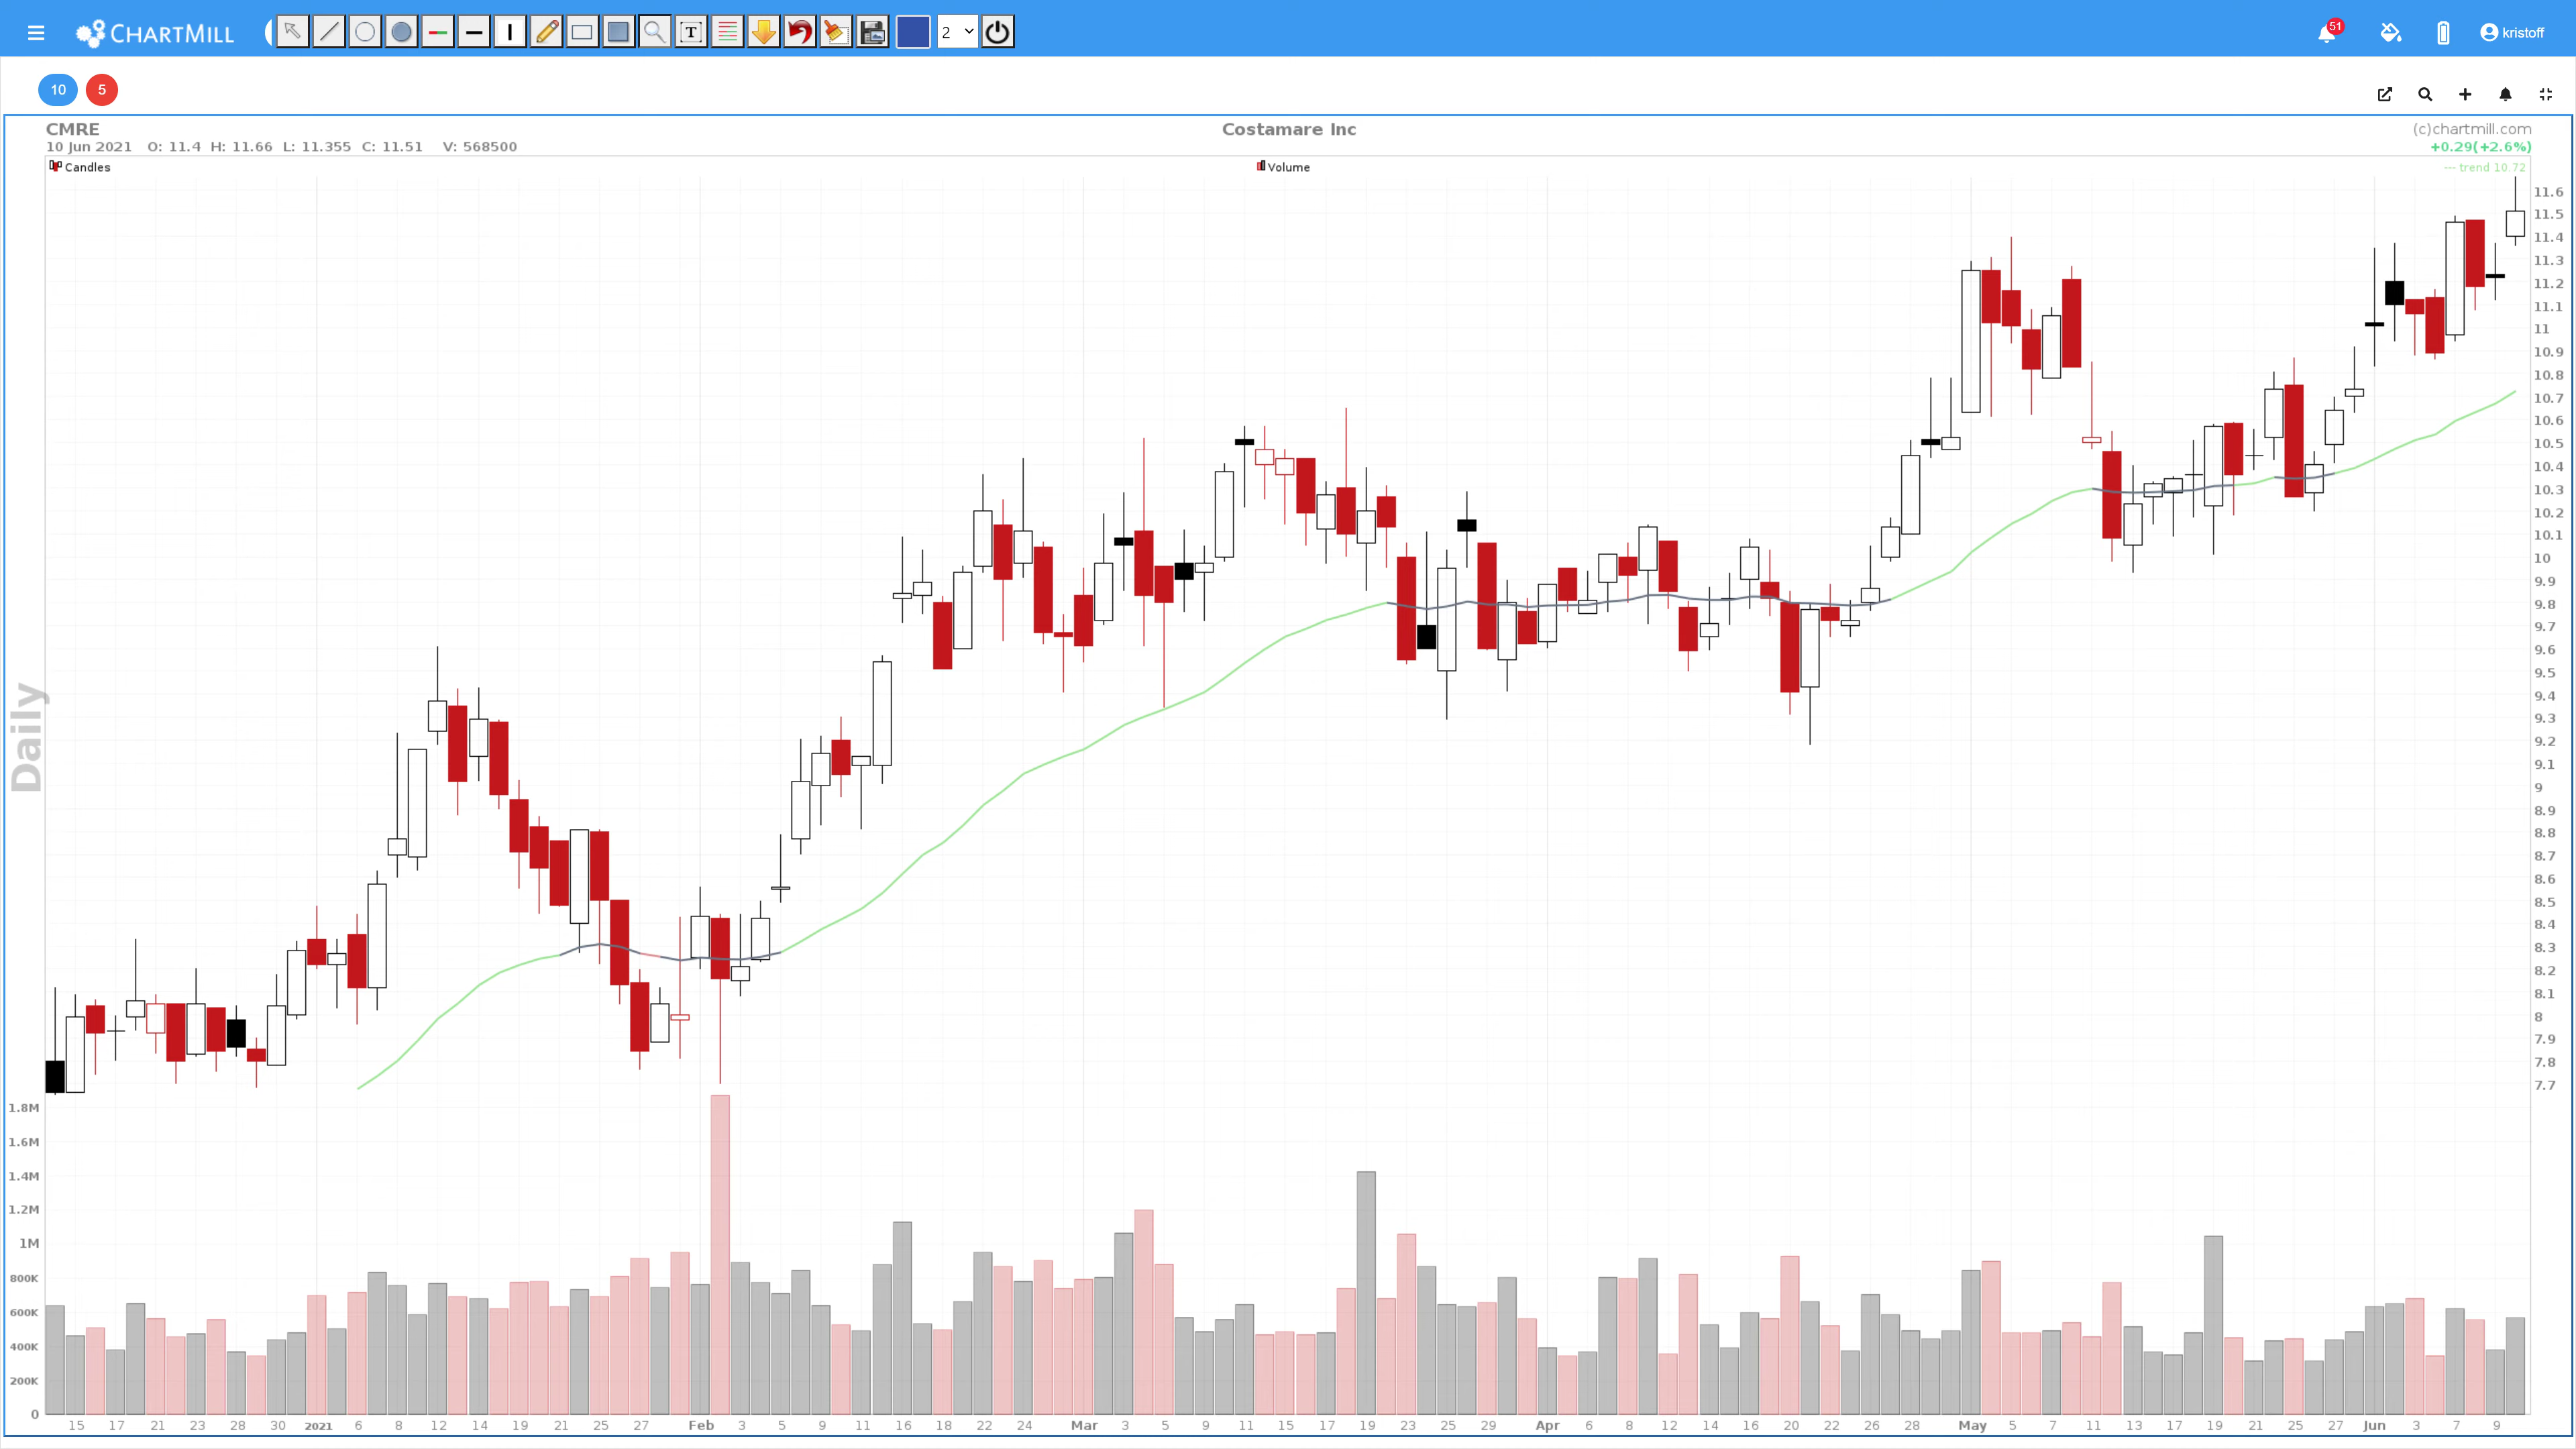 CHARTMILL
T
2
51
kristoff
10
5
CMRE
Costamare Inc
(c)chartmill.com
10 Jun 2021 O: 11.4 H: 11.66 L: 11.355 C: 11.51 V: 568500
+0.29(+2.6%)
Candles
Volume
--- trend 10.72
11.6
11.5
11.4
11.3
11.2
11.1
11
10.9
10.8
10.7
10.6
10.5
10.4
10.3
10.2
10.1
10
9.9
9.8
9.7
9.6
9.5
9.4
9.3
9.2
9.1
9
8.9
8.8
8.7
8.6
8.5
8.4
8.3
8.2
8.1
8
7.9
7.8
7.7
Daily
1.8M
1.6M
1.4M
1.2M
1M
800K
600K
400K
200K
0
15 17 21 23 28 30 2021 6 8 12 14 19 21 25 27 Feb 3 5 9 11 16 18 22 24 Mar 3 5 9 11 15 17 19 23 25 29 Apr 6 8 12 14 16 20 22 26 28 May 5 7 11 13 17 19 21 25 27 Jun 3 7 9